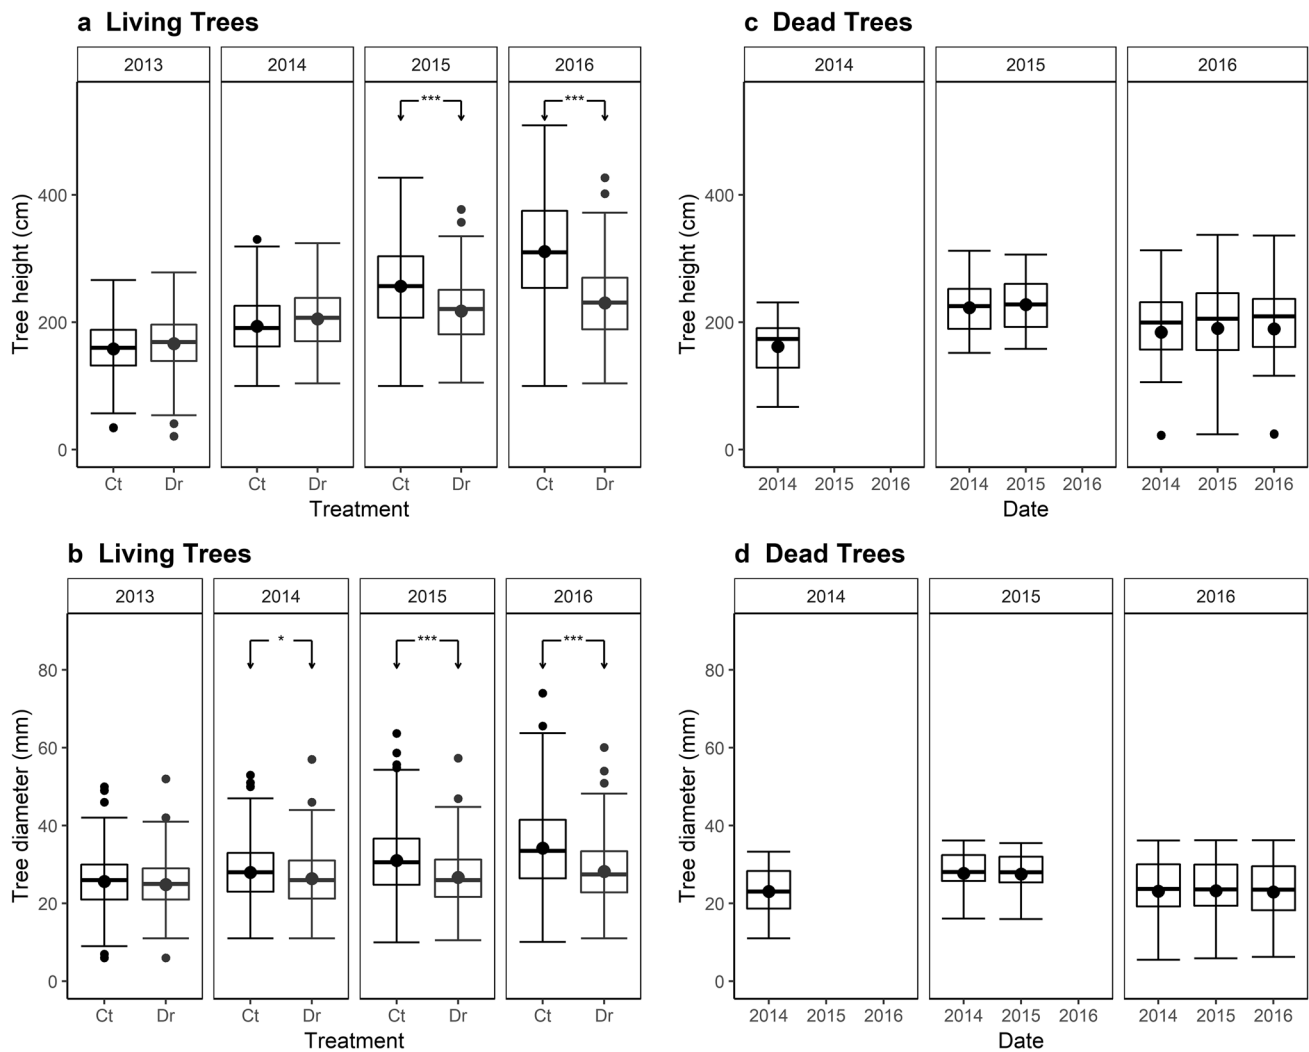 a Living Trees
2013 2014 2015 2016
*** ***
Tree height (cm)
400
200
0
Ct Dr Ct Dr Ct Dr Ct Dr
Treatment
c Dead Trees
2014 2015 2016
Tree height (cm)
400
200
0
2014 2015 2016 2014 2015 2016 2014 2015 2016
Date
b Living Trees
2013 2014 2015 2016
* *** ***
Tree diameter (mm)
80
60
40
20
0
Ct Dr Ct Dr Ct Dr Ct Dr
Treatment
d Dead Trees
2014 2015 2016
Tree diameter (mm)
80
60
40
20
0
2014 2015 2016 2014 2015 2016 2014 2015 2016
Date